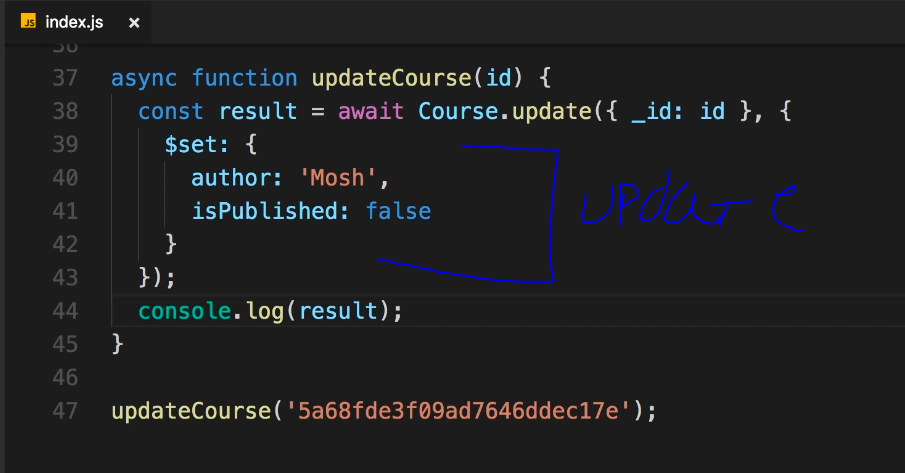 JS index.js ×
36
37 async function updateCourse(id) {
38   const result = await Course.update({ _id: id }, {
39     $set: {
40       author: 'Mosh',
41       isPublished: false
42     }
43   });
44   console.log(result);
45 }
46
47 updateCourse('5a68fde3f09ad7646ddec17e');
update